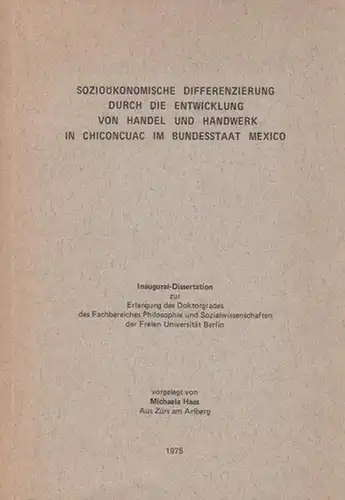 SOZIOÖKONOMISCHE DIFFERENZIERUNG
DURCH DIE ENTWICKLUNG
VON HANDEL UND HANDWERK
IN CHICONCUAC IM BUNDESSTAAT MEXICO
Inaugural-Dissertation
zur
Erlangung des Doktorgrades
des Fachbereiches Philosophie und Sozialwissenschaften
der Freien Universität Berlin
vorgelegt von
Michaela Haas
Aus Zürs am Arlberg
1975